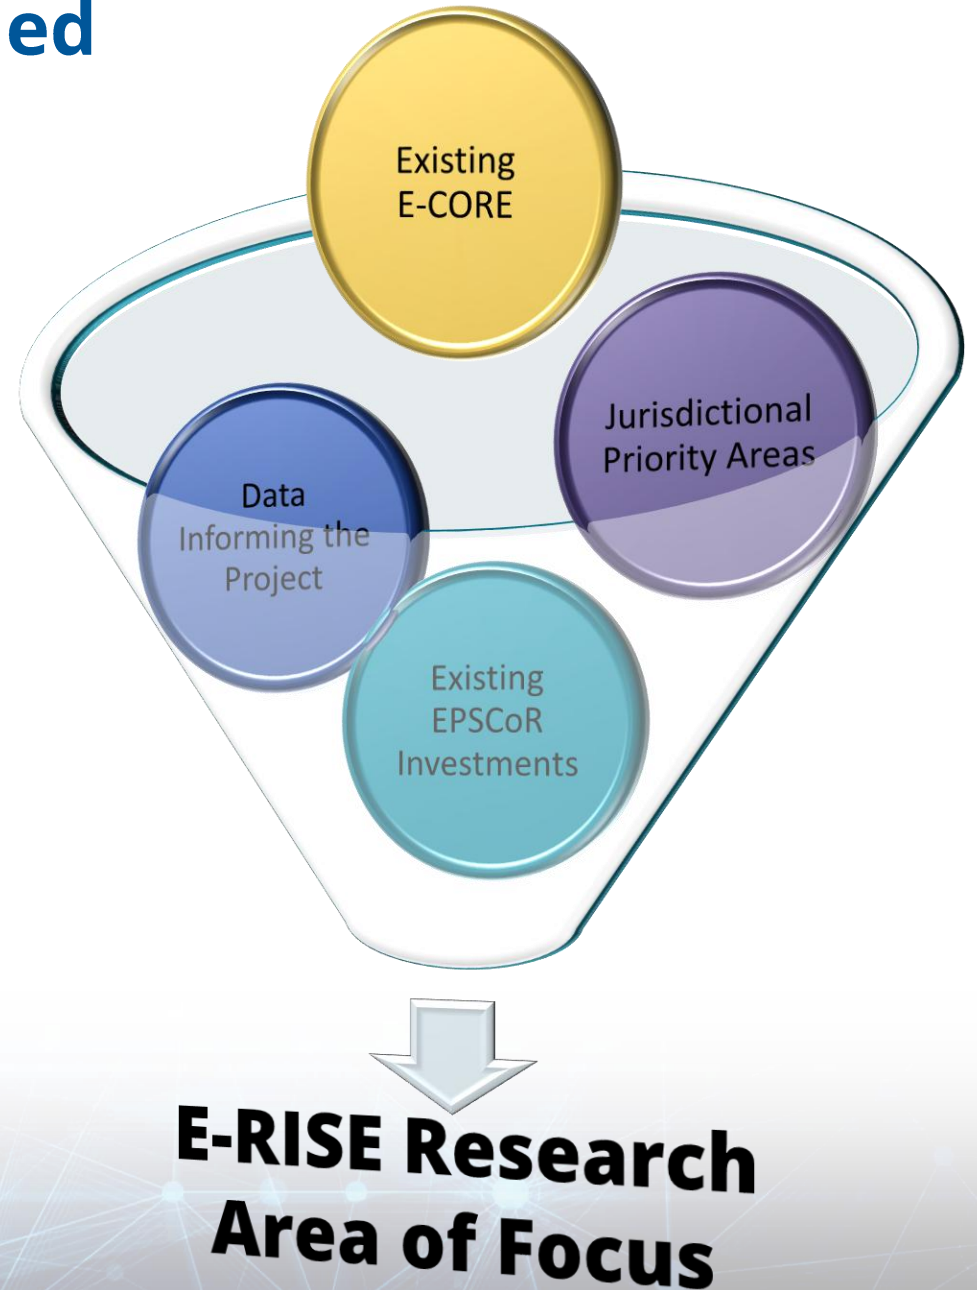 ed
Existing
E-CORE
Jurisdictional
Priority Areas
Data
Informing the
Project
Existing
EPSCoR
Investments
E-RISE Research
Area of Focus